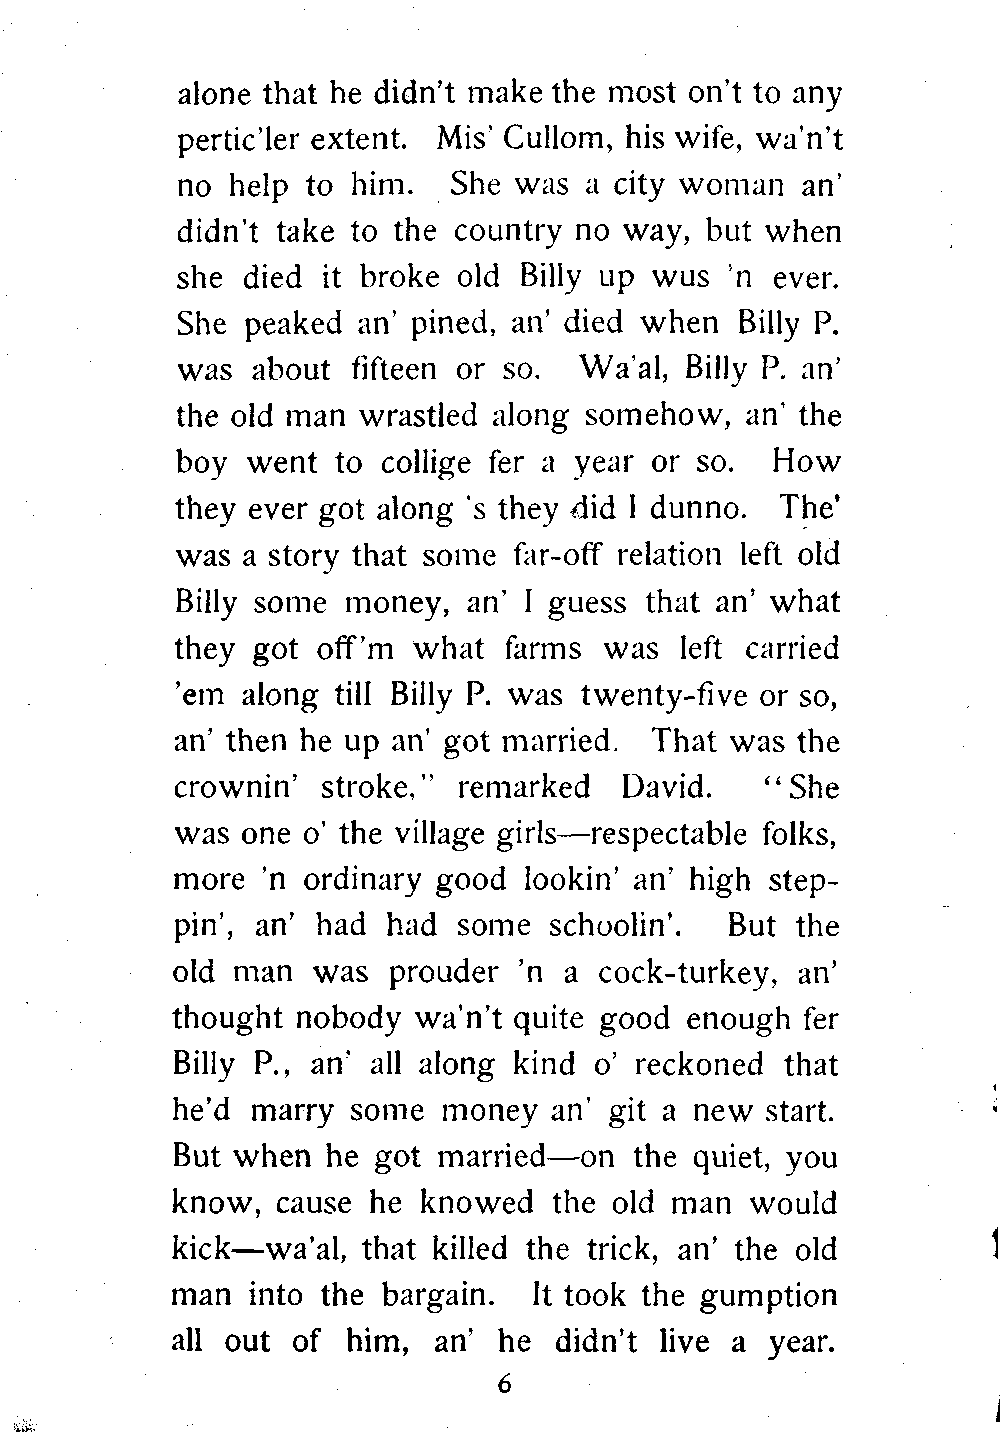 alone that he didn't make the most on't to any
pertic'ler extent. Mis' Cullom, his wife, wa'n't
no help to him. She was a city woman an'
didn't take to the country no way, but when
she died it broke old Billy up wus 'n ever.
She peaked an' pined, an' died when Billy P.
was about fifteen or so. Wa'al, Billy P. an'
the old man wrastled along somehow, an' the
boy went to collige fer a year or so. How
they ever got along 's they did I dunno. The'
was a story that some far-off relation left old
Billy some money, an' I guess that an' what
they got off'm what farms was left carried
'em along till Billy P. was twenty-five or so,
an' then he up an' got married. That was the
crownin' stroke," remarked David. "She
was one o' the village girls—respectable folks,
more 'n ordinary good lookin' an' high step-
pin', an' had had some schoolin'. But the
old man was prouder 'n a cock-turkey, an'
thought nobody wa'n't quite good enough fer
Billy P., an' all along kind o' reckoned that
he'd marry some money an' git a new start.
But when he got married—on the quiet, you
know, cause he knowed the old man would
kick—wa'al, that killed the trick, an' the old
man into the bargain. It took the gumption
all out of him, an' he didn't live a year.
6